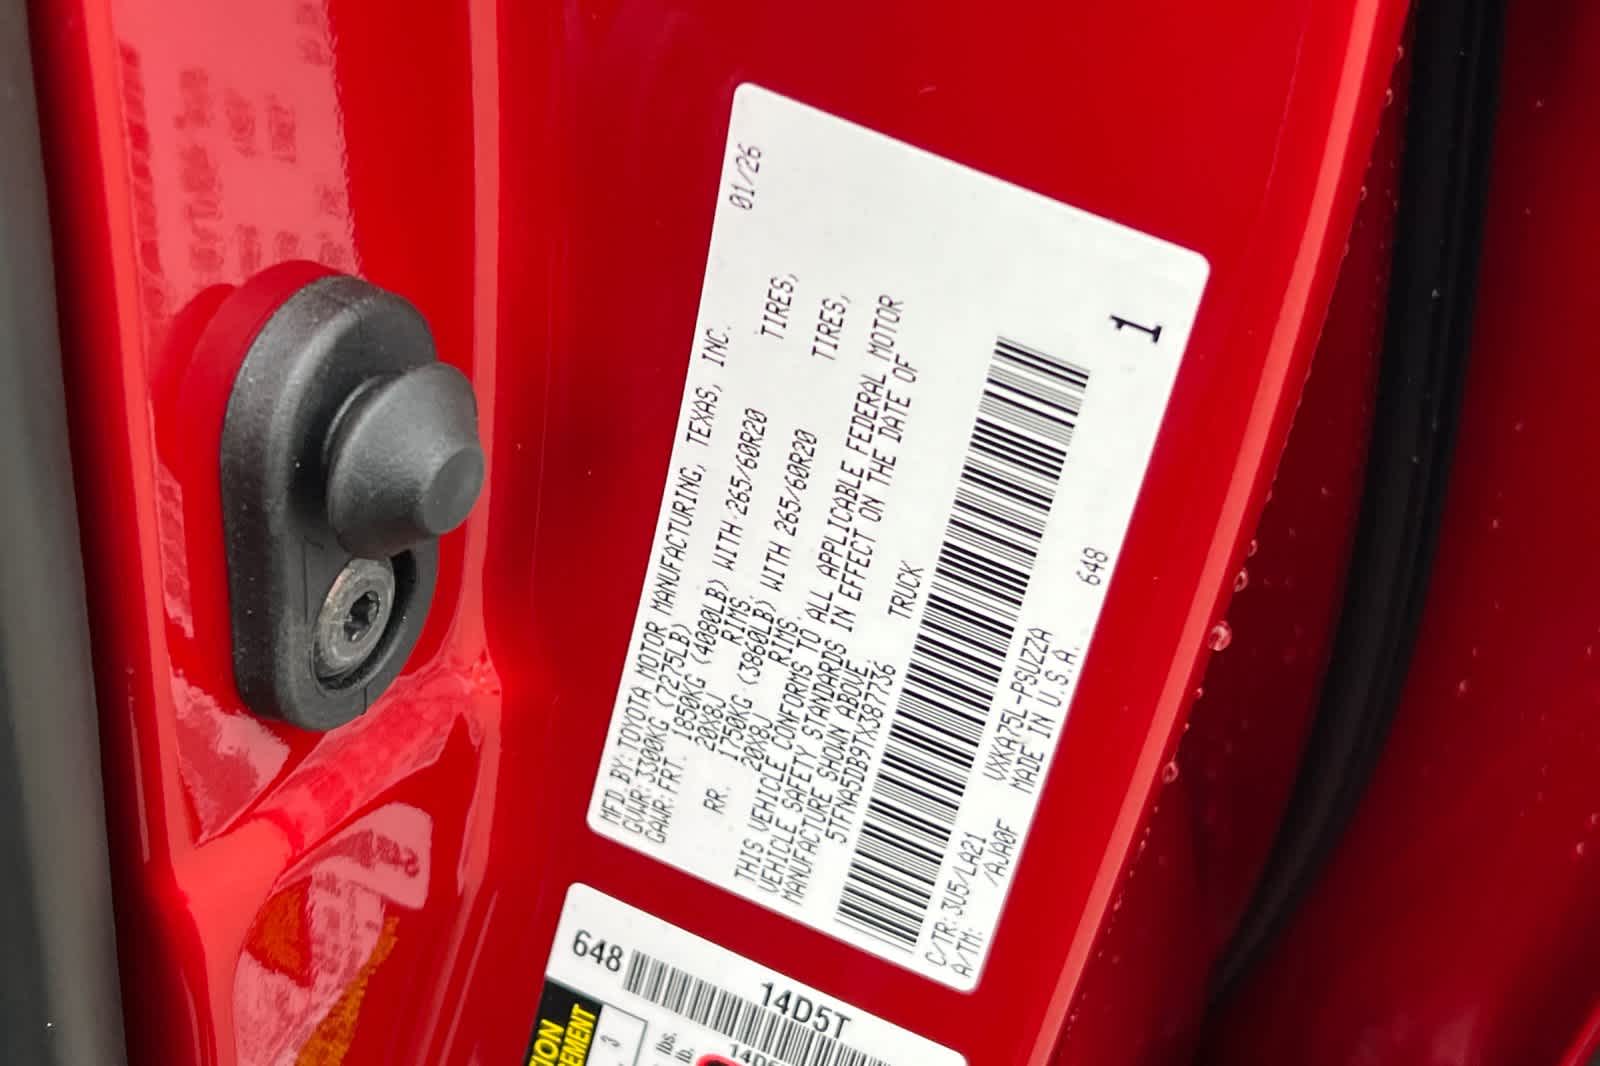 01/26
MFD.BY: TOYOTA MOTOR MANUFACTURING, TEXAS, INC.
GVWR: 3300KG (7275LB)
GAWR: FRT. 1850KG (4080LB) WITH 265/60R20 TIRES,
20X8J RIMS.
RR. 1750KG (3860LB) WITH 265/60R20 TIRES,
20X8J RIMS.
THIS VEHICLE CONFORMS TO ALL APPLICABLE FEDERAL MOTOR
VEHICLE SAFETY STANDARDS IN EFFECT ON THE DATE OF
MANUFACTURE SHOWN ABOVE
5TFNA5DB9TX387736 TRUCK
C/TR: 3U5/LA21 VXKA75L-PSUZZA 648
A/TM: /AJA0F MADE IN U.S.A.
1
648 14D5T